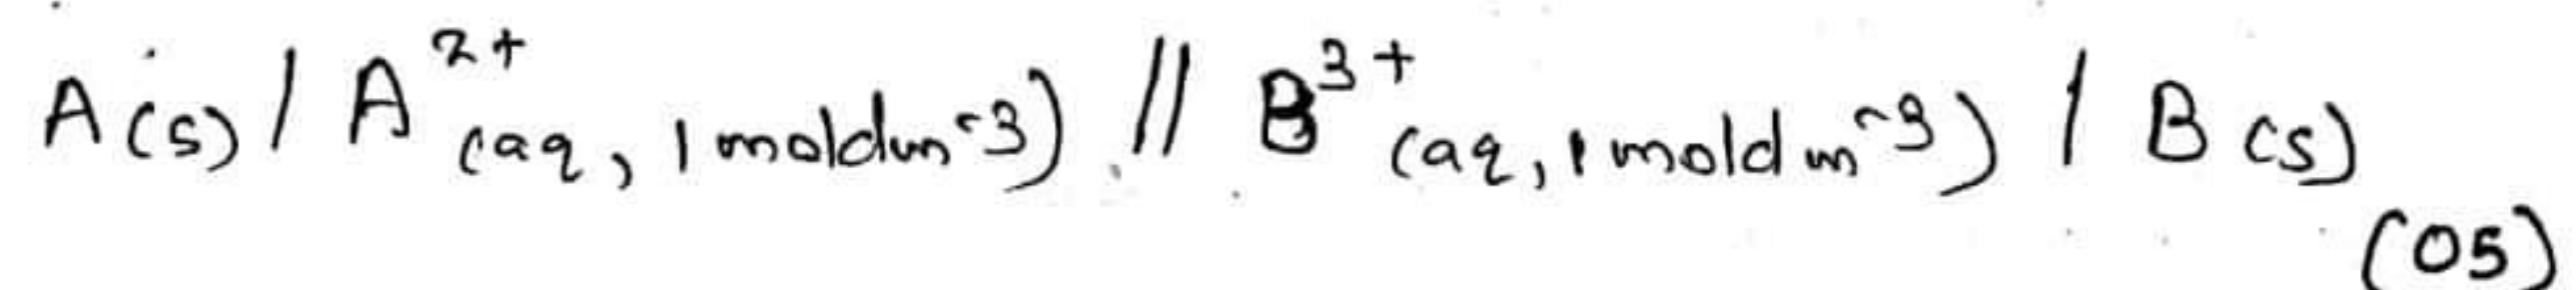 A(s) / A²⁺(aq, 1 moldm⁻³) // B³⁺(aq, 1 moldm⁻³) / B(s)
(05)